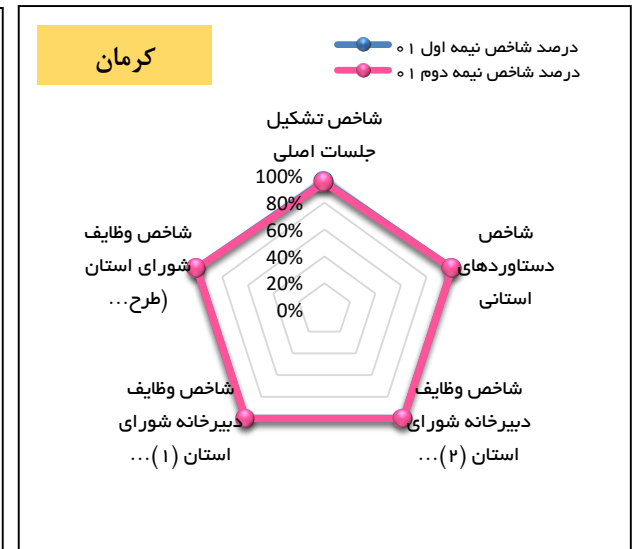 کرمان
درصد شاخص نیمه اول ۰۱
درصد شاخص نیمه دوم ۰۱
شاخص تشکیل
جلسات اصلی
100%
80%
60%
40%
20%
0%
شاخص
دستاوردهای
استانی
شاخص وظایف
دبیرخانه شورای
استان (۲)...
شاخص وظایف
دبیرخانه شورای
استان (۱)...
شاخص وظایف
شورای استان
(طرح...